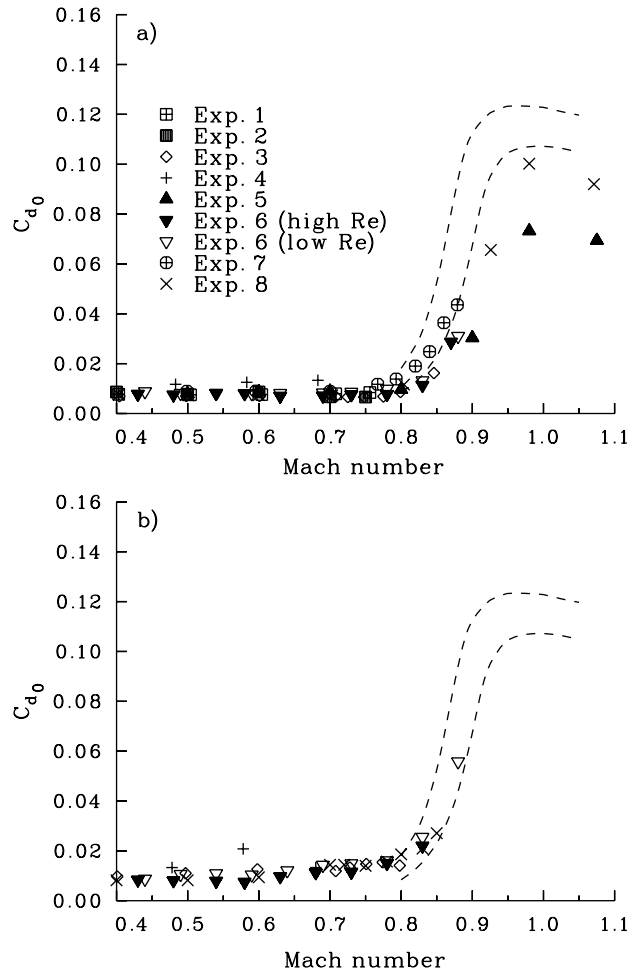 0.16
a)
0.14
0.12
Exp. 1
Exp. 2
0.10
Exp. 3
Exp. 4
0.08
Exp. 5
C_{d_0}
Exp. 6 (high Re)
Exp. 6 (low Re)
0.06
Exp. 7
Exp. 8
0.04
0.02
0.00
0.4 0.5 0.6 0.7 0.8 0.9 1.0 1.1
Mach number
0.16
b)
0.14
0.12
0.10
0.08
C_{d_0}
0.06
0.04
0.02
0.00
0.4 0.5 0.6 0.7 0.8 0.9 1.0 1.1
Mach number